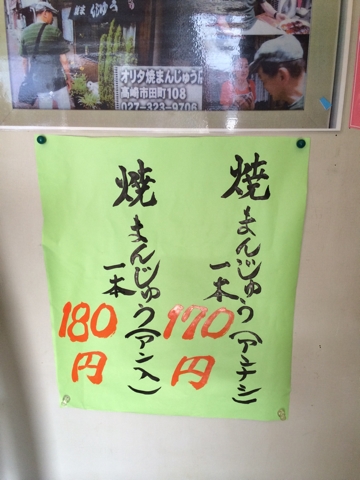 オリタ焼まんじゅう店
高崎市田町108
027-323-9706
焼まんじゅう(アンナシ)
一本
170
円
焼まんじゅう(アン入)
一本
180
円